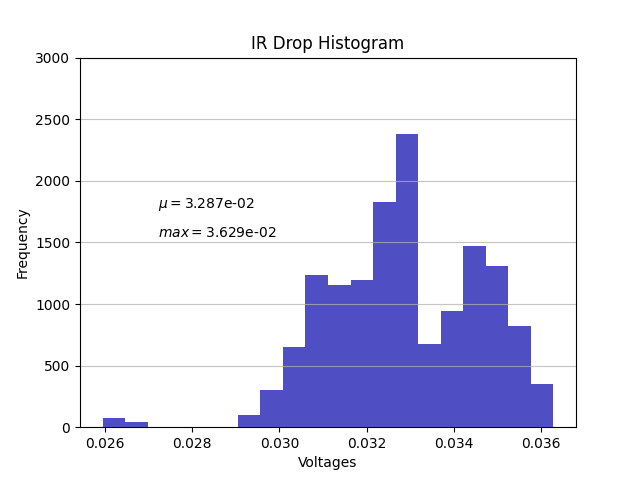 IR Drop Histogram
3000
2500
2000
1500
1000
500
0
Frequency
μ = 3.287e-02
max = 3.629e-02
0.026 0.028 0.030 0.032 0.034 0.036
Voltages